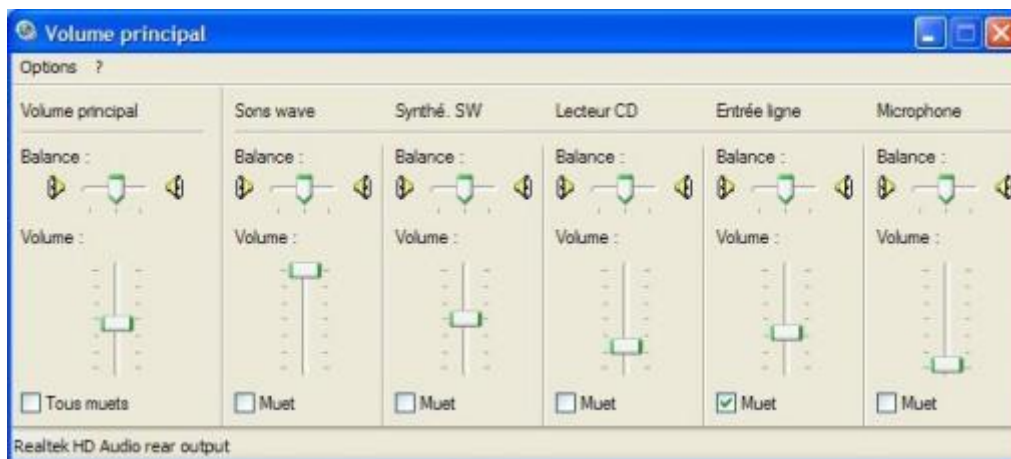 Volume principal
Options ?
Volume principal Sons wave Synthé. SW Lecteur CD Entrée ligne Microphone
Balance : Balance : Balance : Balance : Balance : Balance :
Volume : Volume : Volume : Volume : Volume : Volume :
Tous muets Muet Muet Muet Muet Muet
Realtek HD Audio rear output